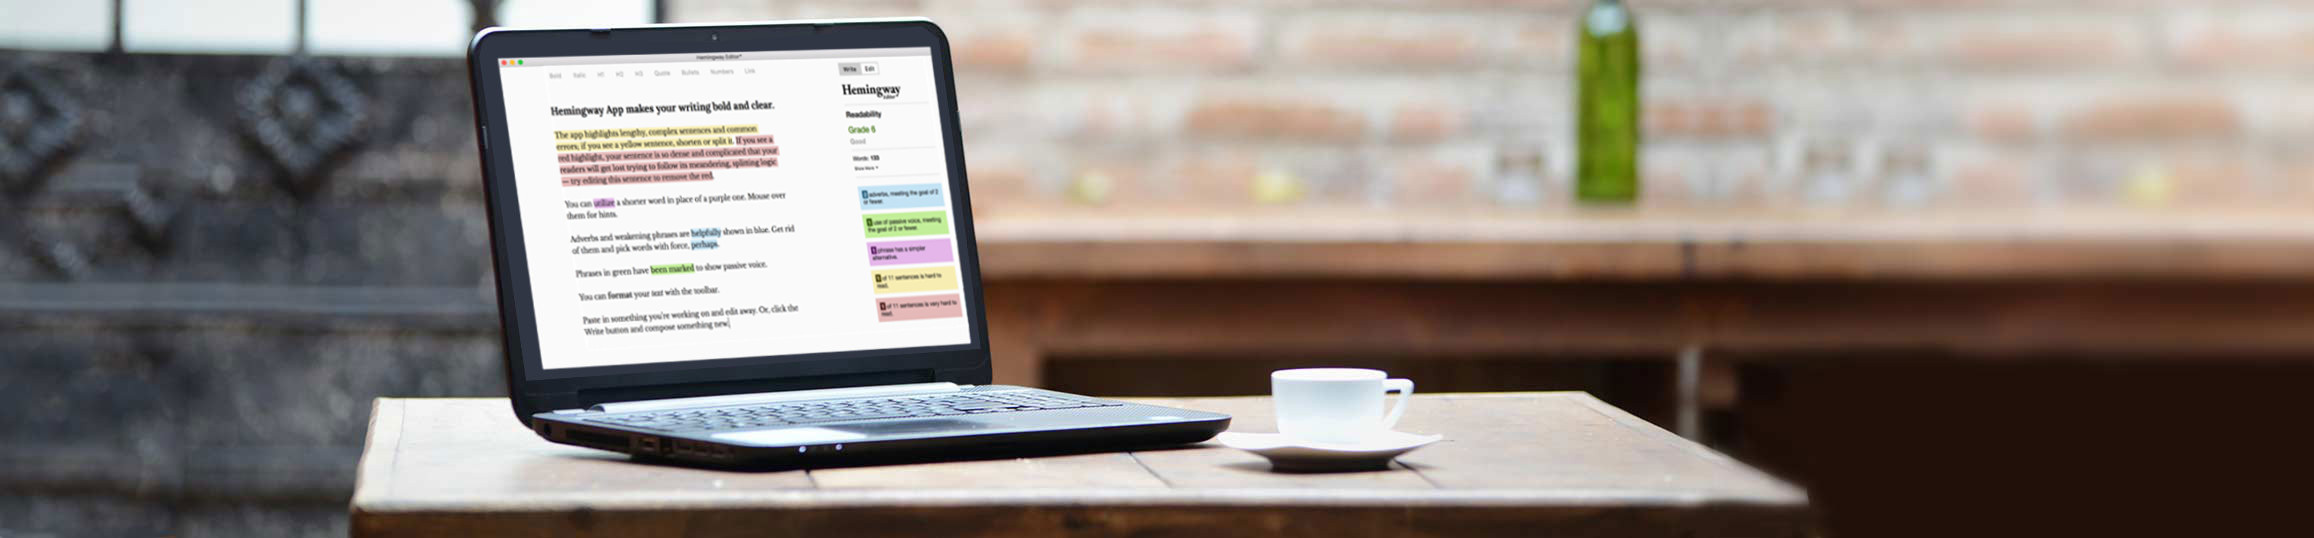 Hemingway Editor*
Bold Italic H1 H2 H3 Quote Bullets Numbers Link
Write Edit
Hemingway App makes your writing bold and clear.
The app highlights lengthy, complex sentences and common
errors; if you see a yellow sentence, shorten or split it. If you see a
red highlight, your sentence is so dense and complicated that your
readers will get lost trying to follow its meandering, splitting logic
— try editing this sentence to remove the red.
You can utilize a shorter word in place of a purple one. Mouse over
them for hints.
Adverbs and weakening phrases are helpfully shown in blue. Get rid
of them and pick words with force, perhaps.
Phrases in green have been marked to show passive voice.
You can format your text with the toolbar.
Paste in something you're working on and edit away. Or, click the
Write button and compose something new.
Hemingway
Editor
Readability
Grade 6
Good
Words: 133
Show More
adverbs, meeting the goal of 2
or fewer.
use of passive voice, meeting
the goal of 2 or fewer.
phrase has a simpler
alternative.
of 11 sentences is hard to
read.
of 11 sentences is very hard to
read.